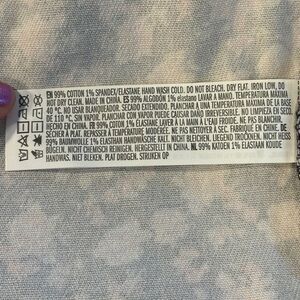 EN 99% COTTON 1% SPANDEX/ELASTANE HAND WASH COLD. DO NOT BLEACH. DRY FLAT. IRON LOW, DO
NOT DRY CLEAN. MADE IN CHINA. ES 99% ALGODÓN 1% elastano LAVAR A MANO. TEMPERATURA MAXIMA
40 °C. NO USAR BLANQUEADOR. SECADO EXTENDIDO. PLANCHAR A UNA TEMPERATURA MAXIMA DE LA BASE
DE 110 °C, SIN VAPOR. PLANCHAR CON VAPOR PUEDE CAUSAR DAÑO IRREVERSIBLE. NO LIMPIAR EN SECO.
HECHO EN CHINA. FR 99% COTON 1% ÉLASTANE LAVER À LA MAIN À L'EAU FROIDE. NE PAS BLANCHIR.
SÉCHER À PLAT. REPASSER À TEMPÉRATURE MODÉRÉE. NE PAS NETTOYER À SEC. FABRIQUÉ EN CHINE. DE
99% BAUMWOLLE 1% ELASTHAN HANDKALTWÄSCHE KALT. NICHT BLEICHEN. LIEGEND TROCKNEN. NICHT HEISS
BÜGELN. NICHT CHEMISCH REINIGEN. HERGESTELLT IN CHINA. NL 99% KATOEN 1% ELASTAAN KOUDE
HANDWAS. NIET BLEKEN. PLAT DROGEN. STRIJKEN OP